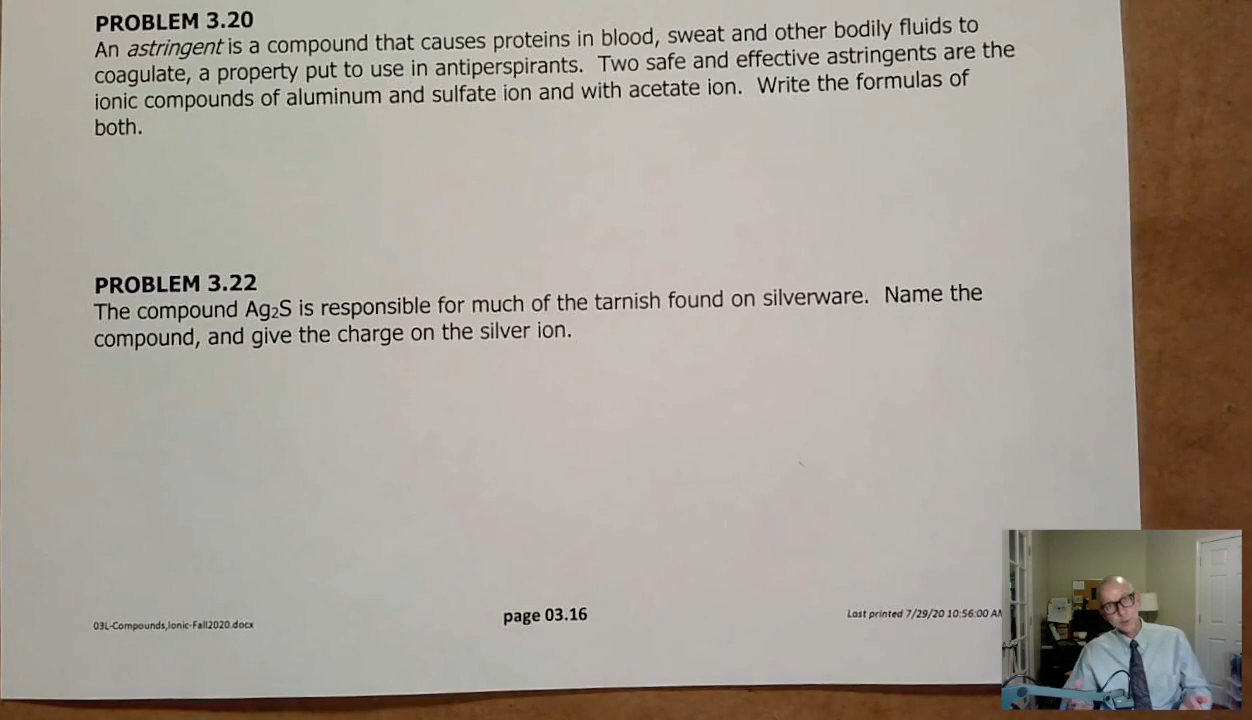 PROBLEM 3.20
An astringent is a compound that causes proteins in blood, sweat and other bodily fluids to
coagulate, a property put to use in antiperspirants. Two safe and effective astringents are the
ionic compounds of aluminum and sulfate ion and with acetate ion. Write the formulas of
both.
PROBLEM 3.22
The compound Ag₂S is responsible for much of the tarnish found on silverware. Name the
compound, and give the charge on the silver ion.
03L-Compounds,Ionic-Fall2020.docx
page 03.16
Last printed 7/29/20 10:56:00